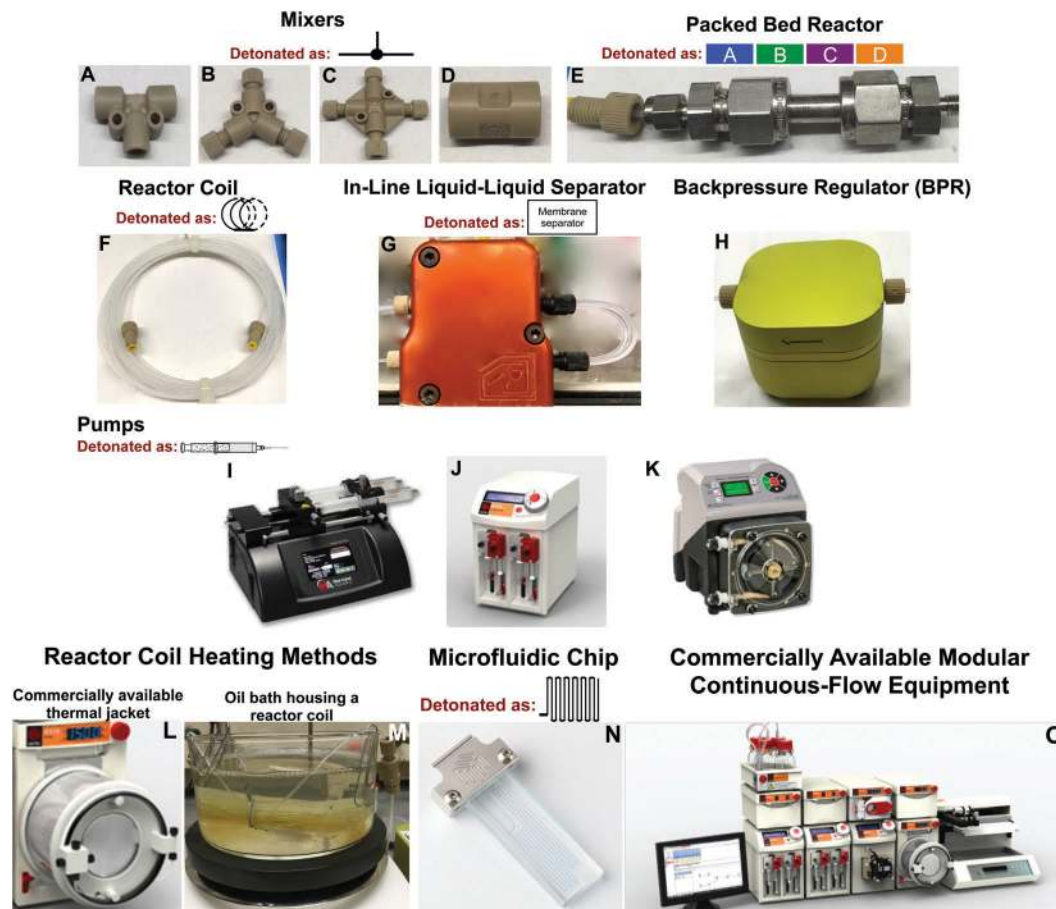 Mixers
Detonated as:
Packed Bed Reactor
Detonated as: A B C D
A
B
C
D
E
Reactor Coil
Detonated as:
F
In-Line Liquid-Liquid Separator
Detonated as: Membrane
separator
G
Backpressure Regulator (BPR)
H
Pumps
Detonated as:
I
J
K
Reactor Coil Heating Methods
Commercially available
thermal jacket
L
Oil bath housing a
reactor coil
M
Microfluidic Chip
Detonated as:
N
Commercially Available Modular
Continuous-Flow Equipment
O